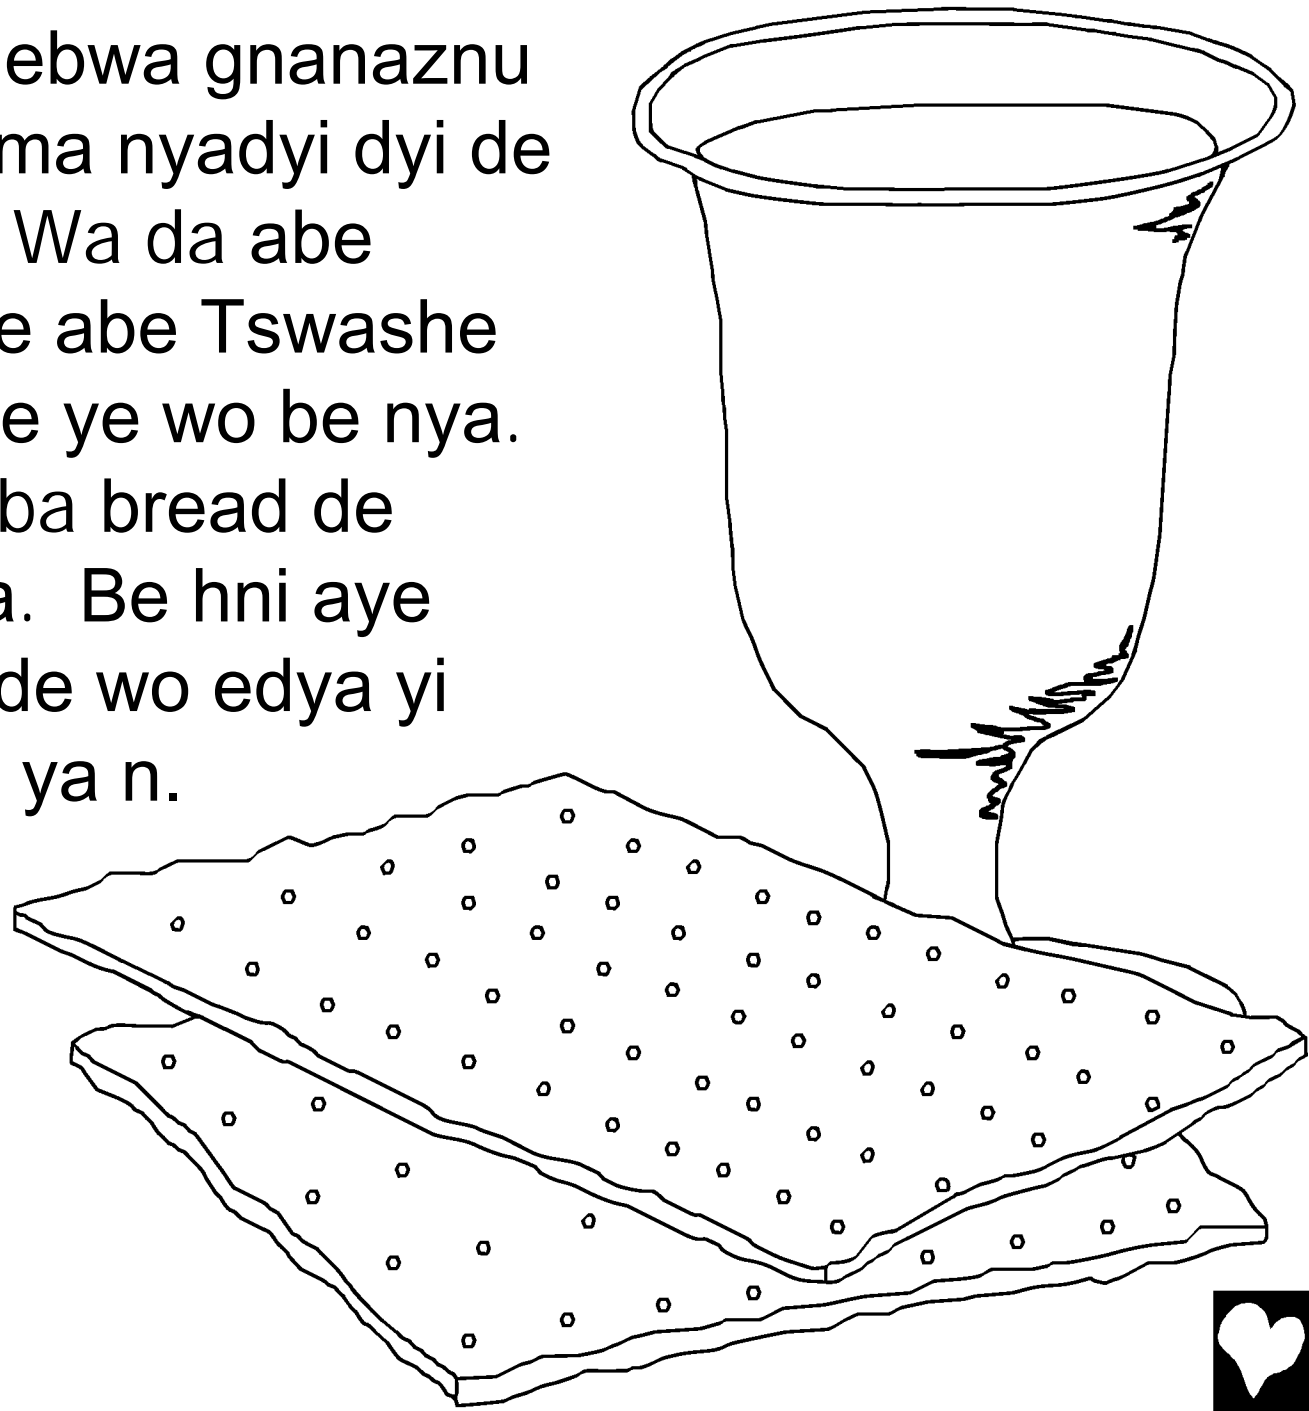 ebwa gnanaznu
ma nyadyi dyi de
Wa da abe
e abe Tswashe
e ye wo be nya.
ba bread de
a. Be hni aye
de wo edya yi
ya n.